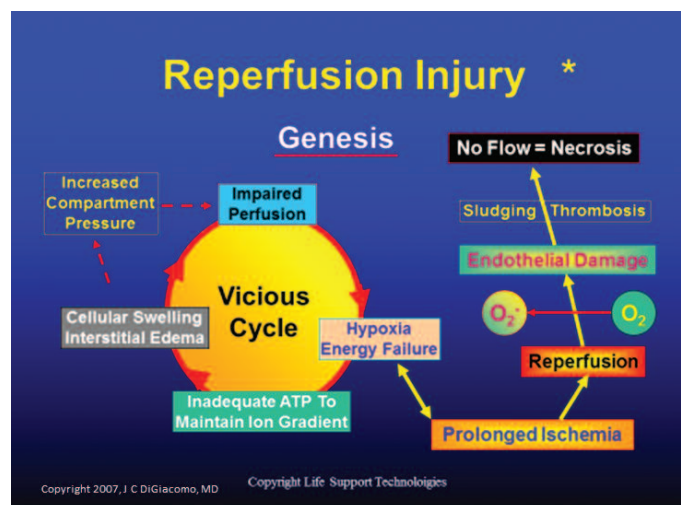 Reperfusion Injury *
Genesis
No Flow = Necrosis
Increased
Compartment
Pressure
Impaired
Perfusion
Sludging Thrombosis
Endothelial Damage
Vicious
Cycle
O₂⁻
O₂
Cellular Swelling
Interstitial Edema
Hypoxia
Energy Failure
Reperfusion
Inadequate ATP To
Maintain Ion Gradient
Prolonged Ischemia
Copyright 2007, J C DiGiacomo, MD
Copyright Life Support Technoloigies